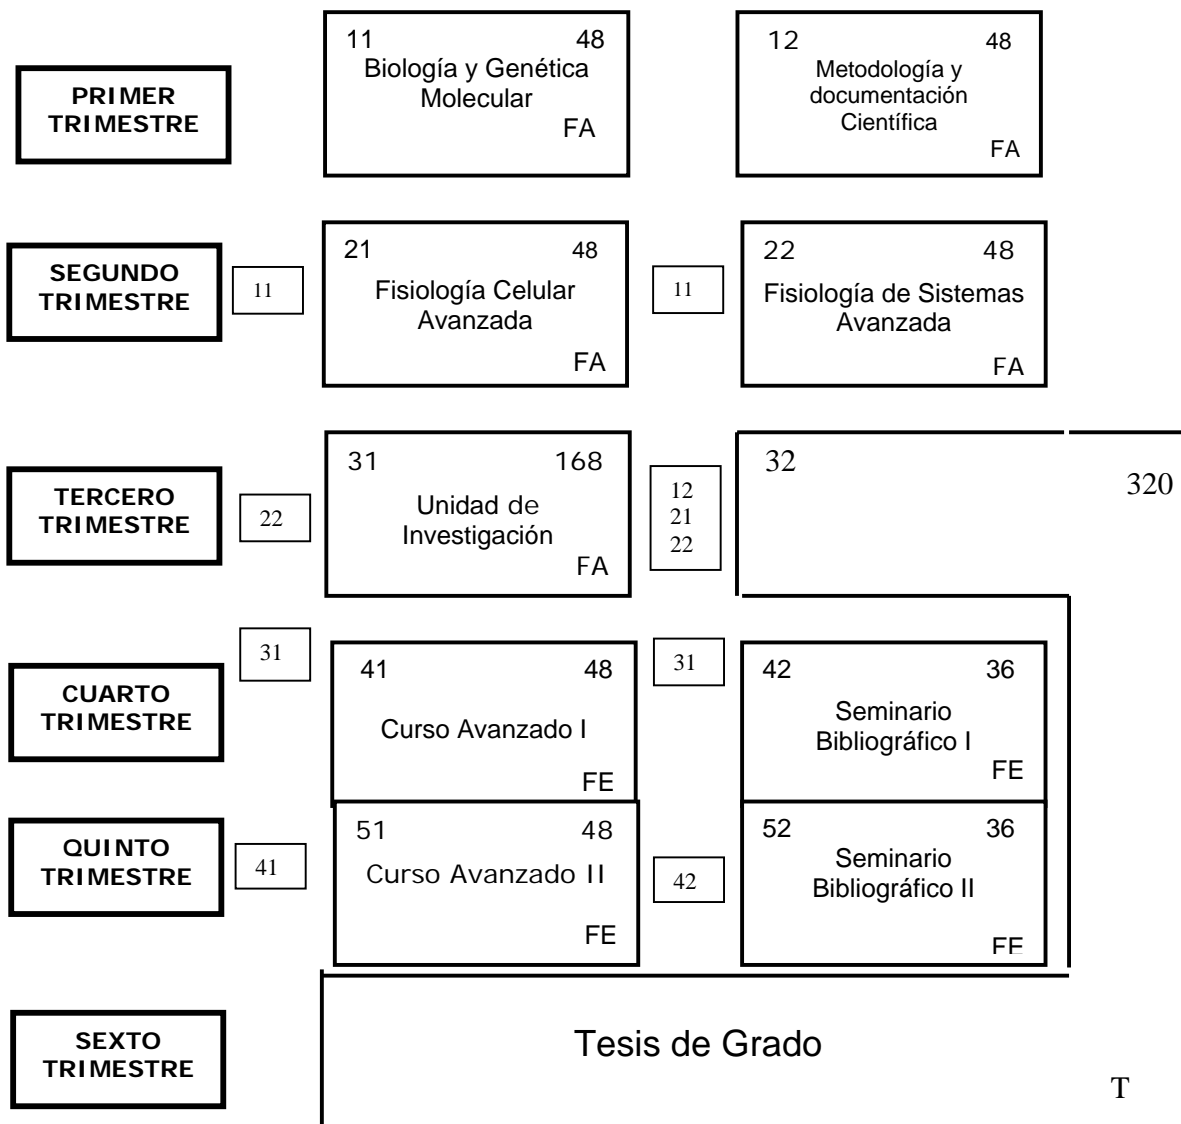 11 48
Biología y Genética
Molecular
FA
12 48
Metodología y
documentación
Científica
FA
PRIMER
TRIMESTRE
SEGUNDO
TRIMESTRE
11
21 48
Fisiología Celular
Avanzada
FA
11
22 48
Fisiología de Sistemas
Avanzada
FA
TERCERO
TRIMESTRE
22
31 168
Unidad de
Investigación
FA
12
21
22
32
320
CUARTO
TRIMESTRE
31
41 48
Curso Avanzado I
FE
31
42 36
Seminario
Bibliográfico I
FE
QUINTO
TRIMESTRE
41
51 48
Curso Avanzado II
FE
42
52 36
Seminario
Bibliográfico II
FE
SEXTO
TRIMESTRE
Tesis de Grado
T